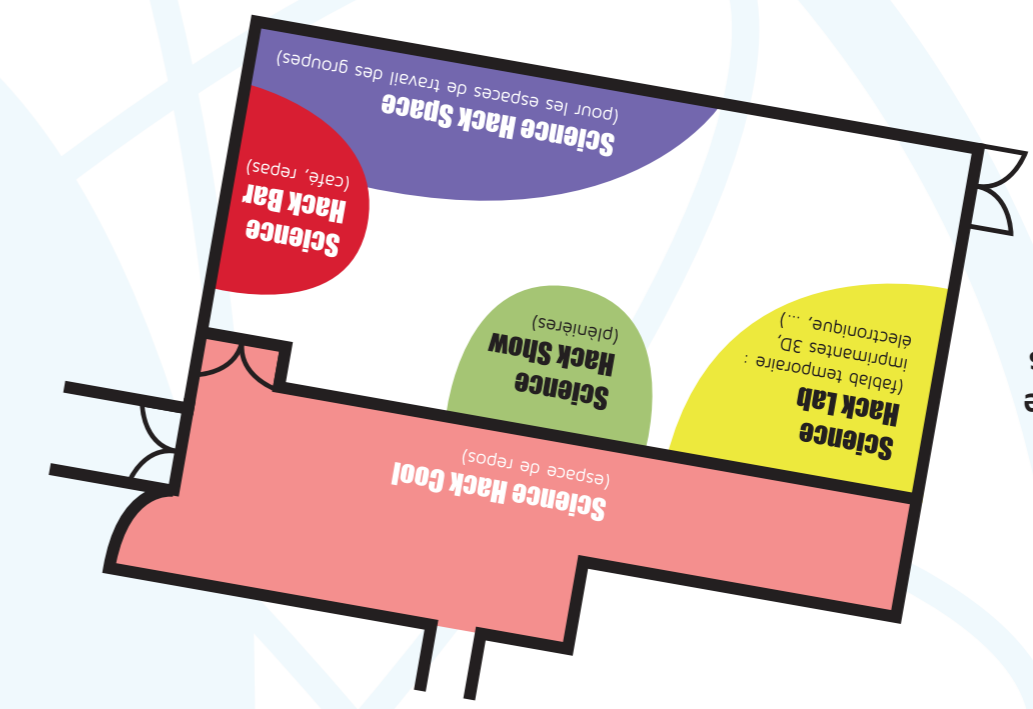 Science Hack Cool
(espace de repos)
Science
Hack Lab
(fablab temporaire :
imprimantes 3D,
électronique, ...)
Science
Hack Show
(plénières)
Science
Hack Bar
(café, repas)
Science Hack Space
(pour les espaces de travail des groupes)